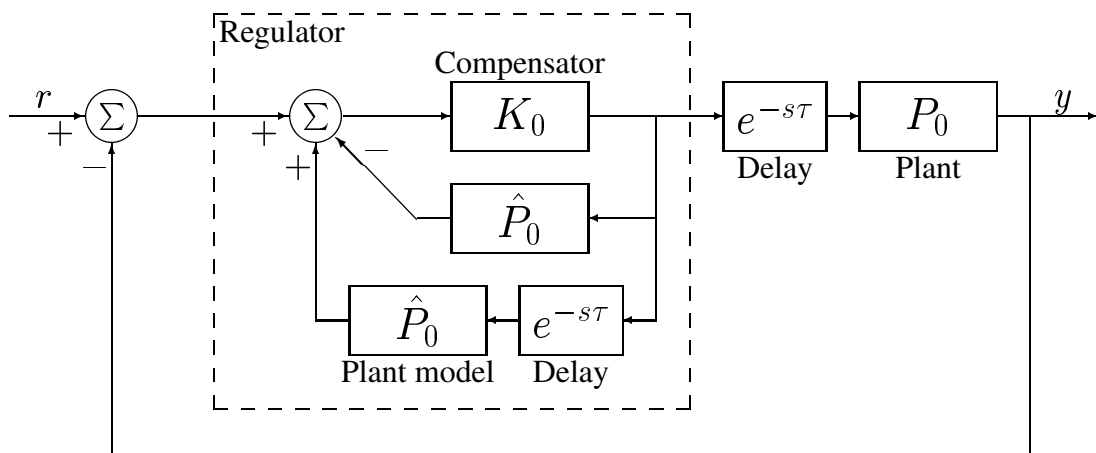 Regulator
Compensator
r
+
Σ
−
+
Σ
+
−
K₀
e^{-sτ}
Delay
P₀
Plant
y
P̂₀
P̂₀
Plant model
e^{-sτ}
Delay